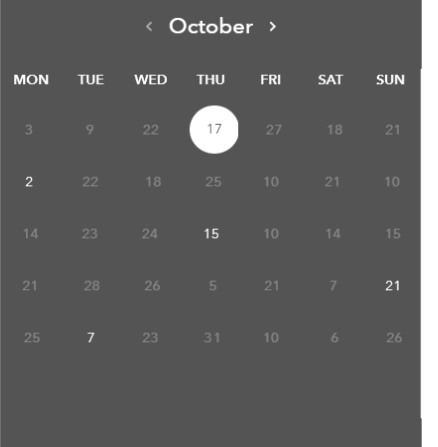 ‹ October ›
MON TUE WED THU FRI SAT SUN
3 9 22 17 27 18 21
2 22 18 25 10 21 10
14 23 24 15 10 14 15
21 28 26 5 21 7 21
25 7 23 31 10 6 26